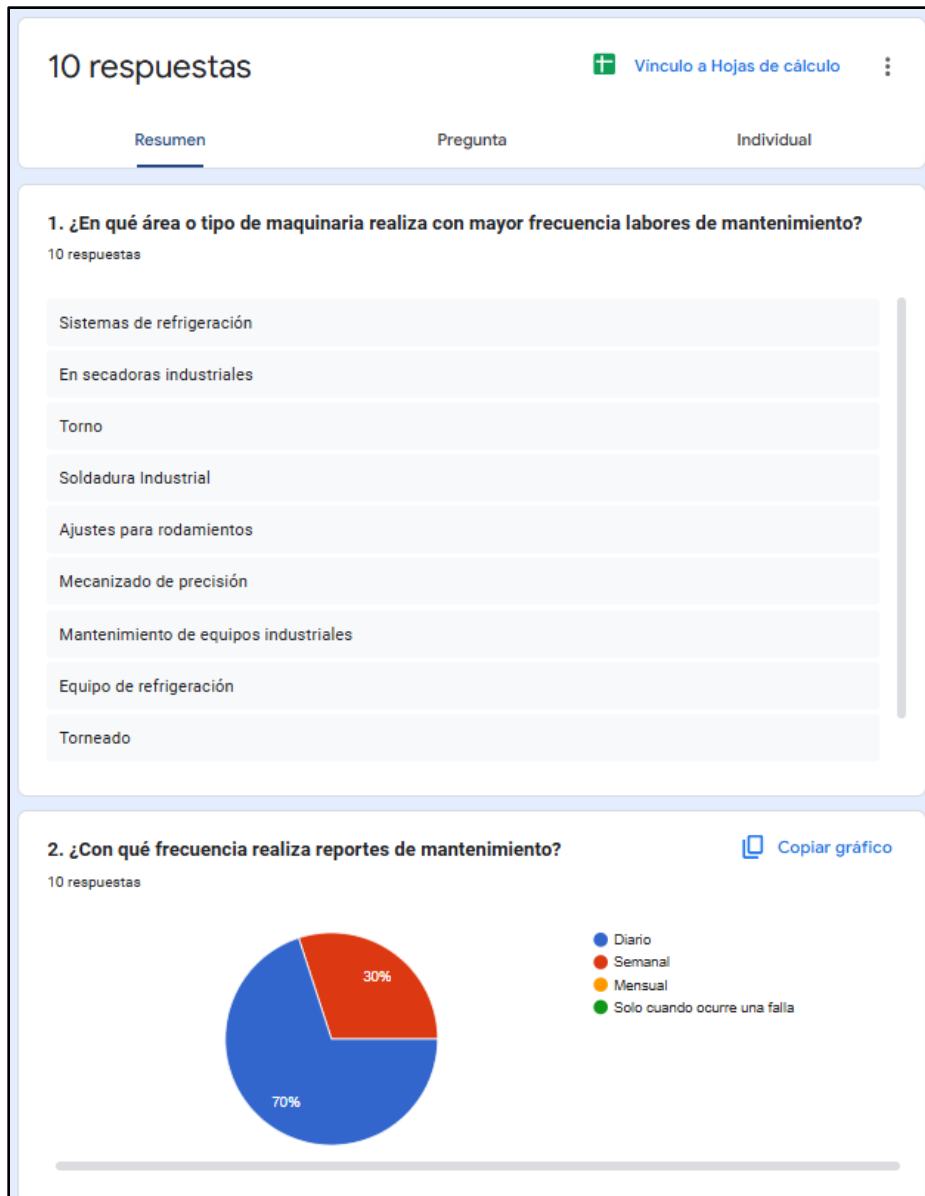 10 respuestas
Vínculo a Hojas de cálculo
Resumen
Pregunta
Individual
1. ¿En qué área o tipo de maquinaria realiza con mayor frecuencia labores de mantenimiento?
10 respuestas
Sistemas de refrigeración
En secadoras industriales
Torno
Soldadura Industrial
Ajustes para rodamientos
Mecanizado de precisión
Mantenimiento de equipos industriales
Equipo de refrigeración
Torneado
2. ¿Con qué frecuencia realiza reportes de mantenimiento?
Copiar gráfico
10 respuestas
30%
70%
Diario
Semanal
Mensual
Solo cuando ocurre una falla